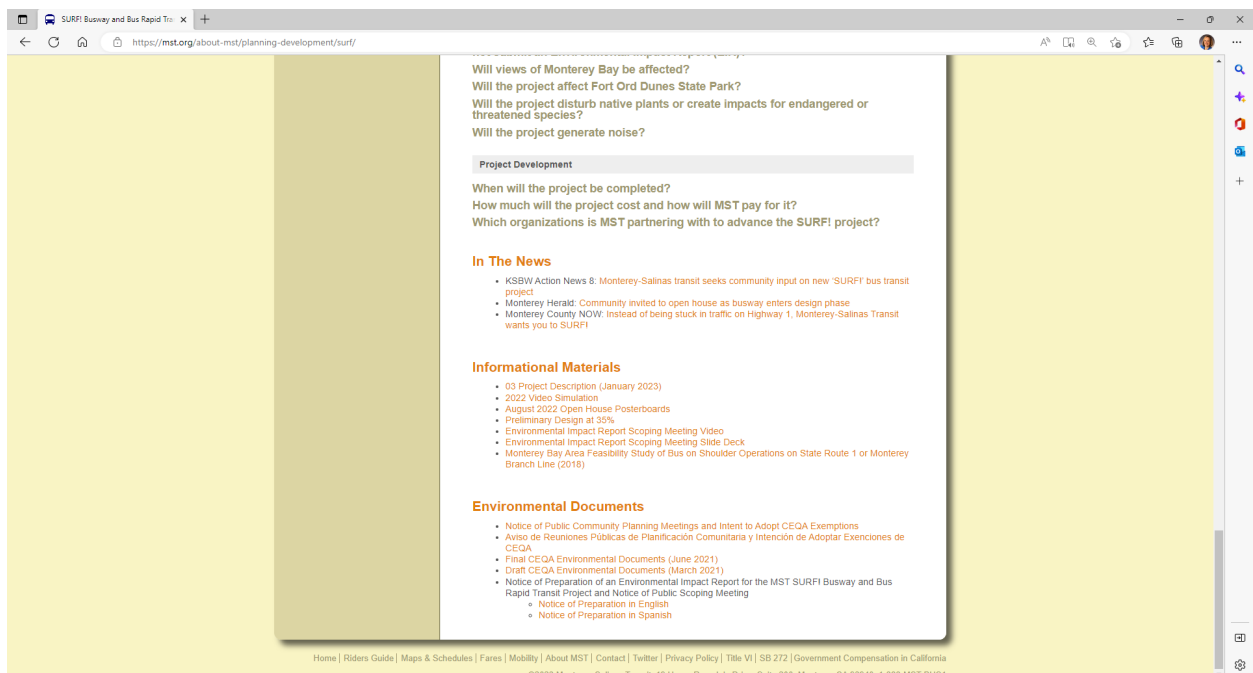 SURF! Busway and Bus Rapid Tra
https://mst.org/about-mst/planning-development/surf/
Will views of Monterey Bay be affected?
Will the project affect Fort Ord Dunes State Park?
Will the project disturb native plants or create impacts for endangered or
threatened species?
Will the project generate noise?
Project Development
When will the project be completed?
How much will the project cost and how will MST pay for it?
Which organizations is MST partnering with to advance the SURF! project?
In The News
• KSBW Action News 8: Monterey-Salinas transit seeks community input on new 'SURF!' bus transit
project
• Monterey Herald: Community invited to open house as busway enters design phase
• Monterey County NOW: Instead of being stuck in traffic on Highway 1, Monterey-Salinas Transit
wants you to SURF!
Informational Materials
• 03 Project Description (January 2023)
• 2022 Video Simulation
• August 2022 Open House Posterboards
• Preliminary Design at 35%
• Environmental Impact Report Scoping Meeting Video
• Environmental Impact Report Scoping Meeting Slide Deck
• Monterey Bay Area Feasibility Study of Bus on Shoulder Operations on State Route 1 or Monterey
Branch Line (2018)
Environmental Documents
• Notice of Public Community Planning Meetings and Intent to Adopt CEQA Exemptions
• Aviso de Reuniones Públicas de Planificación Comunitaria y Intención de Adoptar Exenciones de
CEQA
• Final CEQA Environmental Documents (June 2021)
• Draft CEQA Environmental Documents (March 2021)
• Notice of Preparation of an Environmental Impact Report for the MST SURF! Busway and Bus
Rapid Transit Project and Notice of Public Scoping Meeting
◦ Notice of Preparation in English
◦ Notice of Preparation in Spanish
Home | Riders Guide | Maps & Schedules | Fares | Mobility | About MST | Contact | Twitter | Privacy Policy | Title VI | SB 272 | Government Compensation in California